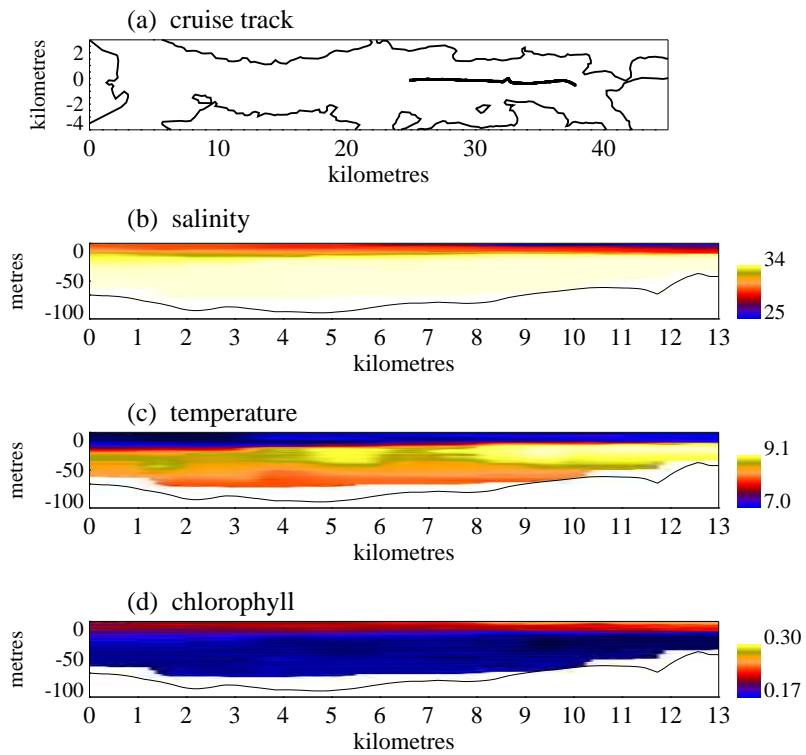 (a) cruise track
kilometres
2
0
-2
-4
0 10 20 30 40
kilometres
(b) salinity
metres
0
-50
-100
34
25
0 1 2 3 4 5 6 7 8 9 10 11 12 13
kilometres
(c) temperature
metres
0
-50
-100
9.1
7.0
0 1 2 3 4 5 6 7 8 9 10 11 12 13
kilometres
(d) chlorophyll
metres
0
-50
-100
0.30
0.17
0 1 2 3 4 5 6 7 8 9 10 11 12 13
kilometres